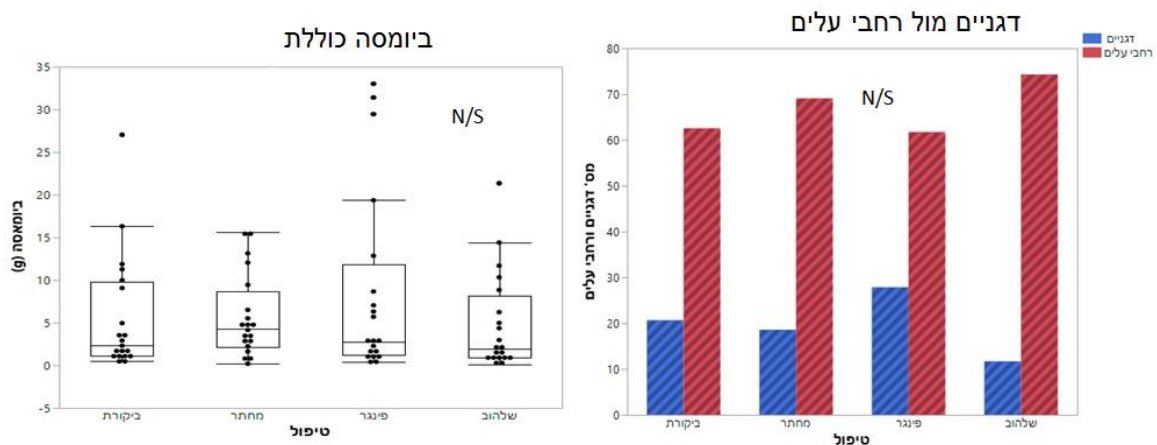 ביומסה כוללת
35
30
25
20
15
10
5
0
-5
ביומאסה (g)
N/S
ביקורת
מחתר
פינגר
שלהוב
טיפול
דגניים מול רחבי עלים
דגניים
רחבי עלים
80
70
60
50
40
30
20
10
0
מס' דגניים ורחבי עלים
N/S
ביקורת
מחתר
פינגר
שלהוב
טיפול